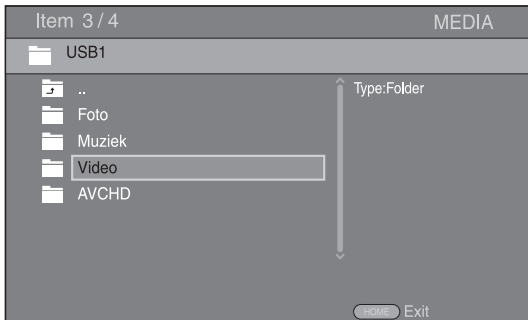 Item 3/4
MEDIA
USB1
..
Type:Folder
Foto
Muziek
Video
AVCHD
HOME Exit